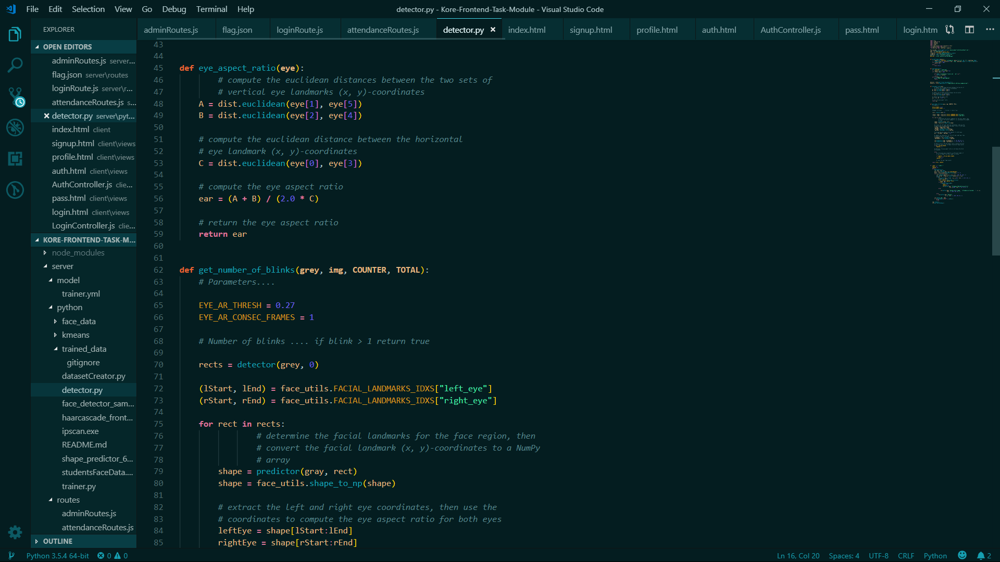 File Edit Selection View Go Debug Terminal Help
detector.py - Kore-Frontend-Task-Module - Visual Studio Code
EXPLORER
adminRoutes.js flag.json loginRoute.js attendanceRoutes.js detector.py index.html signup.html profile.html auth.html AuthController.js pass.html login.htm
OPEN EDITORS
adminRoutes.js server...
flag.json server\routes
loginRoute.js server\r...
attendanceRoutes.js s...
detector.py server\pyt...
index.html client
signup.html client\views
profile.html client\views
auth.html client\views
AuthController.js clie...
pass.html client\views
login.html client\views
LoginController.js clie...
KORE-FRONTEND-TASK-M...
node_modules
server
model
trainer.yml
python
face_data
kmeans
trained_data
gitignore
datasetCreator.py
detector.py
face_detector_sam...
haarcascade_front...
ipscan.exe
README.md
shape_predictor_6...
studentsFaceData....
trainer.py
routes
adminRoutes.js
attendanceRoutes.js
OUTLINE
43
44
45 def eye_aspect_ratio(eye):
46 # compute the euclidean distances between the two sets of
47 # vertical eye landmarks (x, y)-coordinates
48 A = dist.euclidean(eye[1], eye[5])
49 B = dist.euclidean(eye[2], eye[4])
50
51 # compute the euclidean distance between the horizontal
52 # eye landmark (x, y)-coordinates
53 C = dist.euclidean(eye[0], eye[3])
54
55 # compute the eye aspect ratio
56 ear = (A + B) / (2.0 * C)
57
58 # return the eye aspect ratio
59 return ear
60
61
62 def get_number_of_blinks(grey, img, COUNTER, TOTAL):
63 # Parameters....
64
65 EYE_AR_THRESH = 0.27
66 EYE_AR_CONSEC_FRAMES = 1
67
68 # Number of blinks .... if blink > 1 return true
69
70 rects = detector(grey, 0)
71
72 (lStart, lEnd) = face_utils.FACIAL_LANDMARKS_IDXS["left_eye"]
73 (rStart, rEnd) = face_utils.FACIAL_LANDMARKS_IDXS["right_eye"]
74
75 for rect in rects:
76 # determine the facial landmarks for the face region, then
77 # convert the facial landmark (x, y)-coordinates to a NumPy
78 # array
79 shape = predictor(gray, rect)
80 shape = face_utils.shape_to_np(shape)
81
82 # extract the left and right eye coordinates, then use the
83 # coordinates to compute the eye aspect ratio for both eyes
84 leftEye = shape[lStart:lEnd]
85 rightEye = shape[rStart:rEnd]
Python 3.5.4 64-bit 0 0 Ln 16, Col 20 Spaces: 4 UTF-8 CRLF Python 2